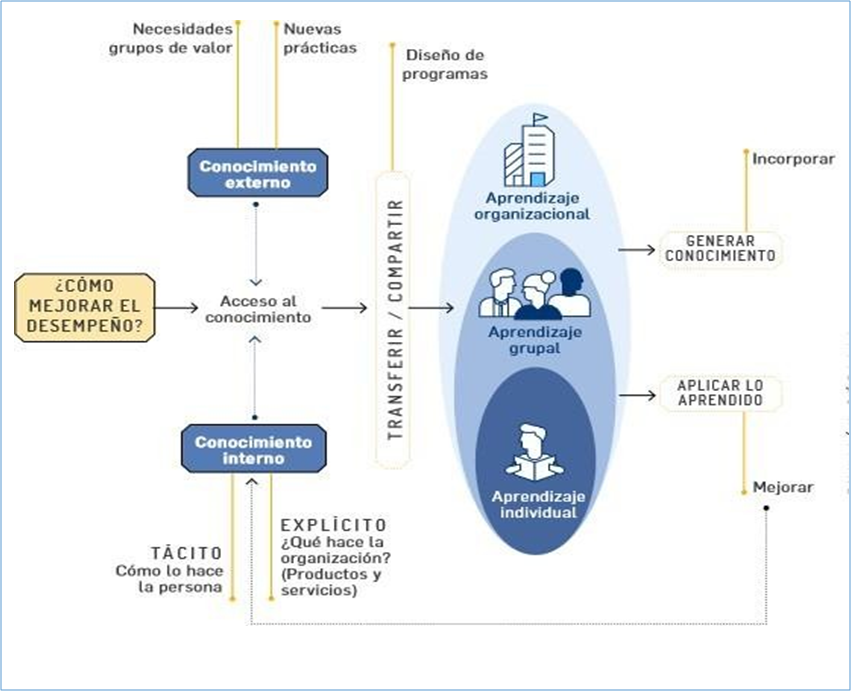 Necesidades
grupos de valor
Nuevas
prácticas
Diseño de
programas
Conocimiento
externo
¿CÓMO
MEJORAR EL
DESEMPEÑO?
Acceso al
conocimiento
TRANSFERIR / COMPARTIR
Aprendizaje
organizacional
Aprendizaje
grupal
Aprendizaje
individual
Incorporar
GENERAR
CONOCIMIENTO
APLICAR LO
APRENDIDO
Mejorar
Conocimiento
interno
TÁCITO
Cómo lo hace
la persona
EXPLÍCITO
¿Qué hace la
organización?
(Productos y
servicios)